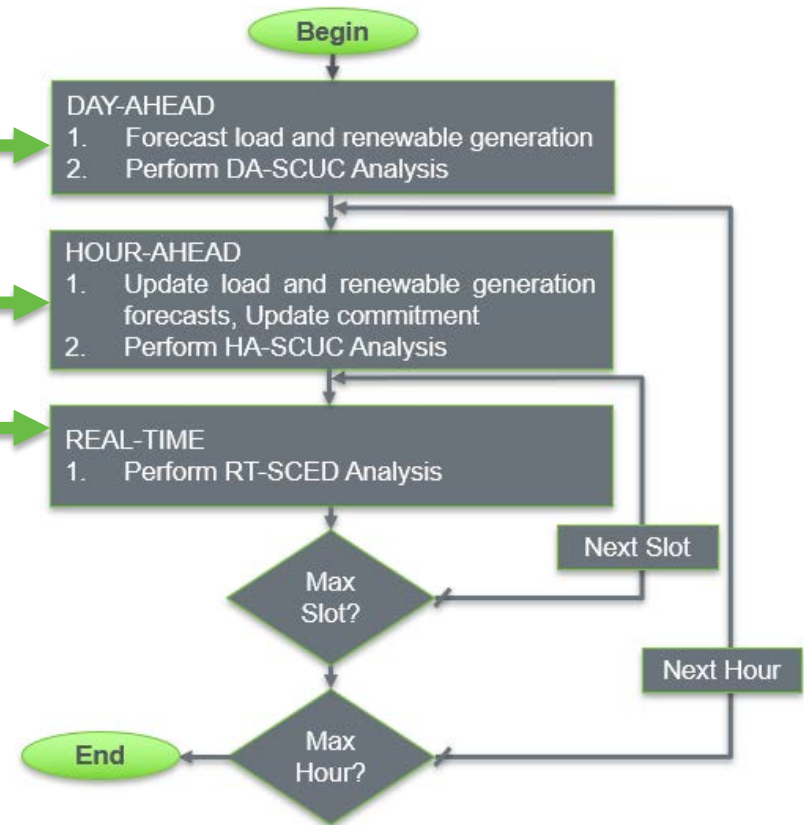 Begin
DAY-AHEAD
1. Forecast load and renewable generation
2. Perform DA-SCUC Analysis
HOUR-AHEAD
1. Update load and renewable generation
forecasts, Update commitment
2. Perform HA-SCUC Analysis
REAL-TIME
1. Perform RT-SCED Analysis
Next Slot
Max
Slot?
Next Hour
Max
Hour?
End